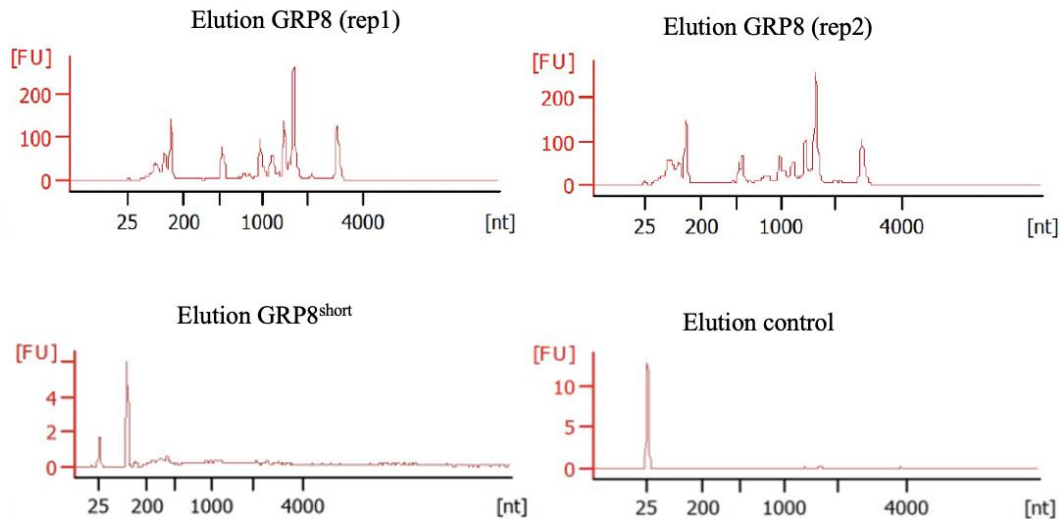 Elution GRP8 (rep1)
[FU]
200
100
0
25 200 1000 4000 [nt]
Elution GRP8 (rep2)
[FU]
200
100
0
25 200 1000 4000 [nt]
Elution GRP8short
[FU]
4
2
0
25 200 1000 4000 [nt]
Elution control
[FU]
10
5
0
25 200 1000 4000 [nt]